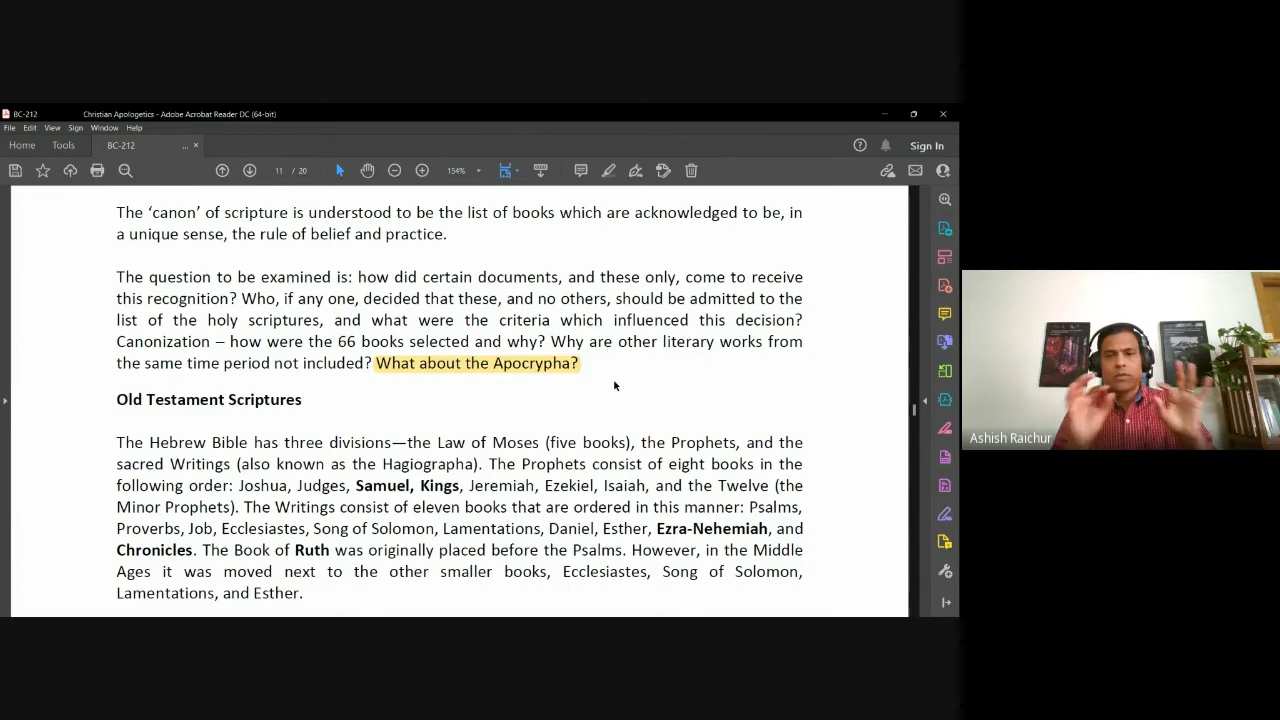 BC-212 Christian Apologetics - Adobe Acrobat Reader DC (64-bit)
File Edit View Sign Window Help
Home Tools BC-212 ... × Sign In
11 / 20 154%
The ‘canon’ of scripture is understood to be the list of books which are acknowledged to be, in
a unique sense, the rule of belief and practice.
The question to be examined is: how did certain documents, and these only, come to receive
this recognition? Who, if any one, decided that these, and no others, should be admitted to the
list of the holy scriptures, and what were the criteria which influenced this decision?
Canonization – how were the 66 books selected and why? Why are other literary works from
the same time period not included? What about the Apocrypha?
Old Testament Scriptures
The Hebrew Bible has three divisions—the Law of Moses (five books), the Prophets, and the
sacred Writings (also known as the Hagiographa). The Prophets consist of eight books in the
following order: Joshua, Judges, Samuel, Kings, Jeremiah, Ezekiel, Isaiah, and the Twelve (the
Minor Prophets). The Writings consist of eleven books that are ordered in this manner: Psalms,
Proverbs, Job, Ecclesiastes, Song of Solomon, Lamentations, Daniel, Esther, Ezra-Nehemiah, and
Chronicles. The Book of Ruth was originally placed before the Psalms. However, in the Middle
Ages it was moved next to the other smaller books, Ecclesiastes, Song of Solomon,
Lamentations, and Esther.
Ashish Raichur